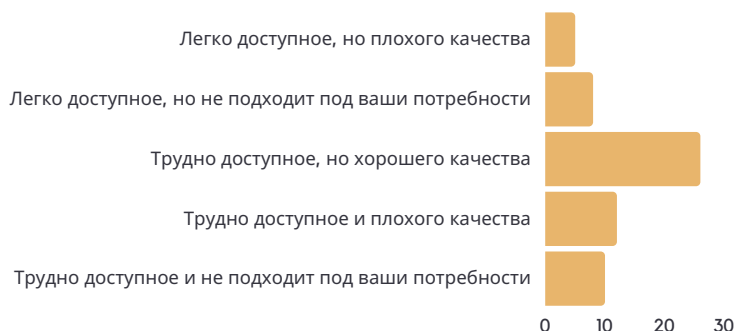 Легко доступное, но плохого качества
Легко доступное, но не подходит под ваши потребности
Трудно доступное, но хорошего качества
Трудно доступное и плохого качества
Трудно доступное и не подходит под ваши потребности
0 10 20 30